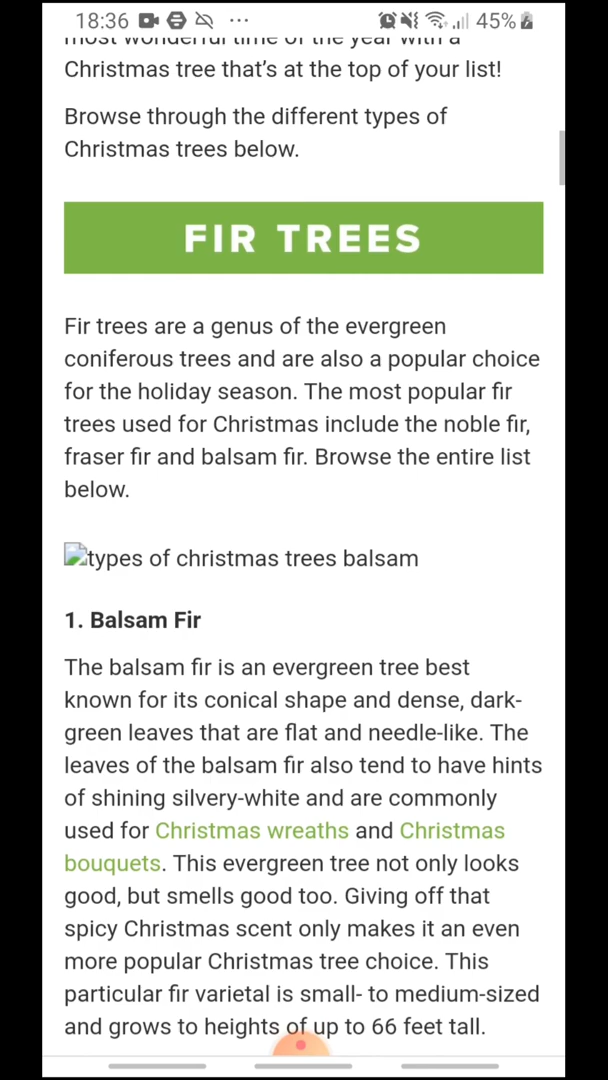 18:36 ... 45%
most wonderful time of the year with a
Christmas tree that's at the top of your list!
Browse through the different types of
Christmas trees below.
FIR TREES
Fir trees are a genus of the evergreen
coniferous trees and are also a popular choice
for the holiday season. The most popular fir
trees used for Christmas include the noble fir,
fraser fir and balsam fir. Browse the entire list
below.
types of christmas trees balsam
1. Balsam Fir
The balsam fir is an evergreen tree best
known for its conical shape and dense, dark-
green leaves that are flat and needle-like. The
leaves of the balsam fir also tend to have hints
of shining silvery-white and are commonly
used for Christmas wreaths and Christmas
bouquets. This evergreen tree not only looks
good, but smells good too. Giving off that
spicy Christmas scent only makes it an even
more popular Christmas tree choice. This
particular fir varietal is small- to medium-sized
and grows to heights of up to 66 feet tall.